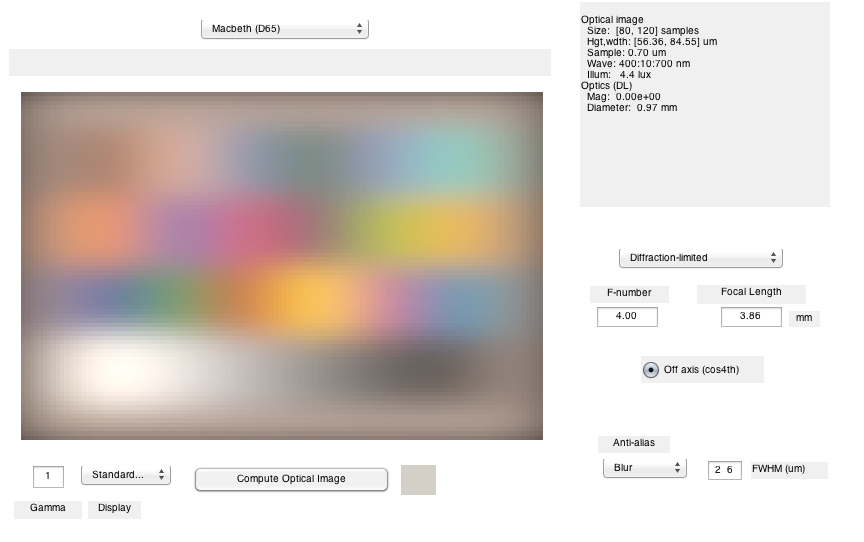 Macbeth (D65)
Optical image
Size: [80, 120] samples
Hgt,wdth: [56.36, 84.55] um
Sample: 0.70 um
Wave: 400:10:700 nm
Illum: 4.4 lux
Optics (DL)
Mag: 0.00e+00
Diameter: 0.97 mm
Diffraction-limited
F-number
Focal Length
4.00
3.86
mm
Off axis (cos4th)
Anti-alias
Blur
2 6
FWHM (um)
1
Standard...
Compute Optical Image
Gamma
Display